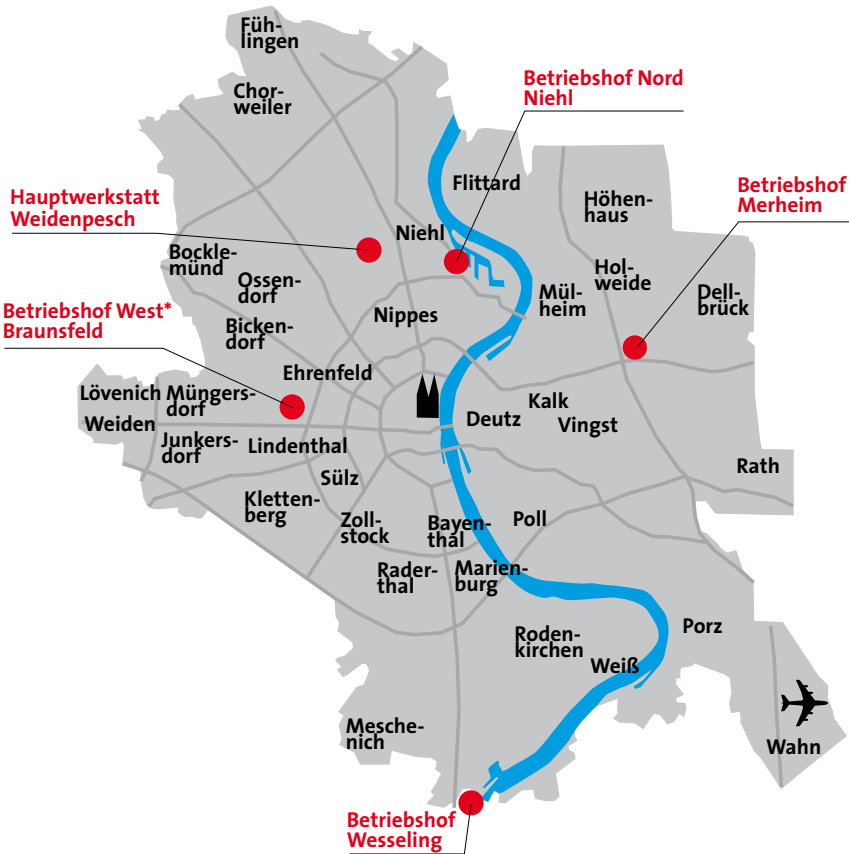 Füh-
lingen
Chor-
weiler
Betriebshof Nord
Niehl
Flittard
Höhen-
haus
Betriebshof
Merheim
Hauptwerkstatt
Weidenpesch
Niehl
Bockle-
münd
Ossen-
dorf
Hol-
weide
Dell-
brück
Mül-
heim
Betriebshof West*
Braunsfeld
Bicken-
dorf
Nippes
Ehrenfeld
Lövenich
Müngers-
dorf
Weiden
Junkers-
dorf
Lindenthal
Deutz
Kalk
Vingst
Rath
Sülz
Kletten-
berg
Zoll-
stock
Bayen-
thal
Poll
Rader-
thal
Marien-
burg
Roden-
kirchen
Weiß
Porz
Mesche-
nich
Wahn
Betriebshof
Wesseling